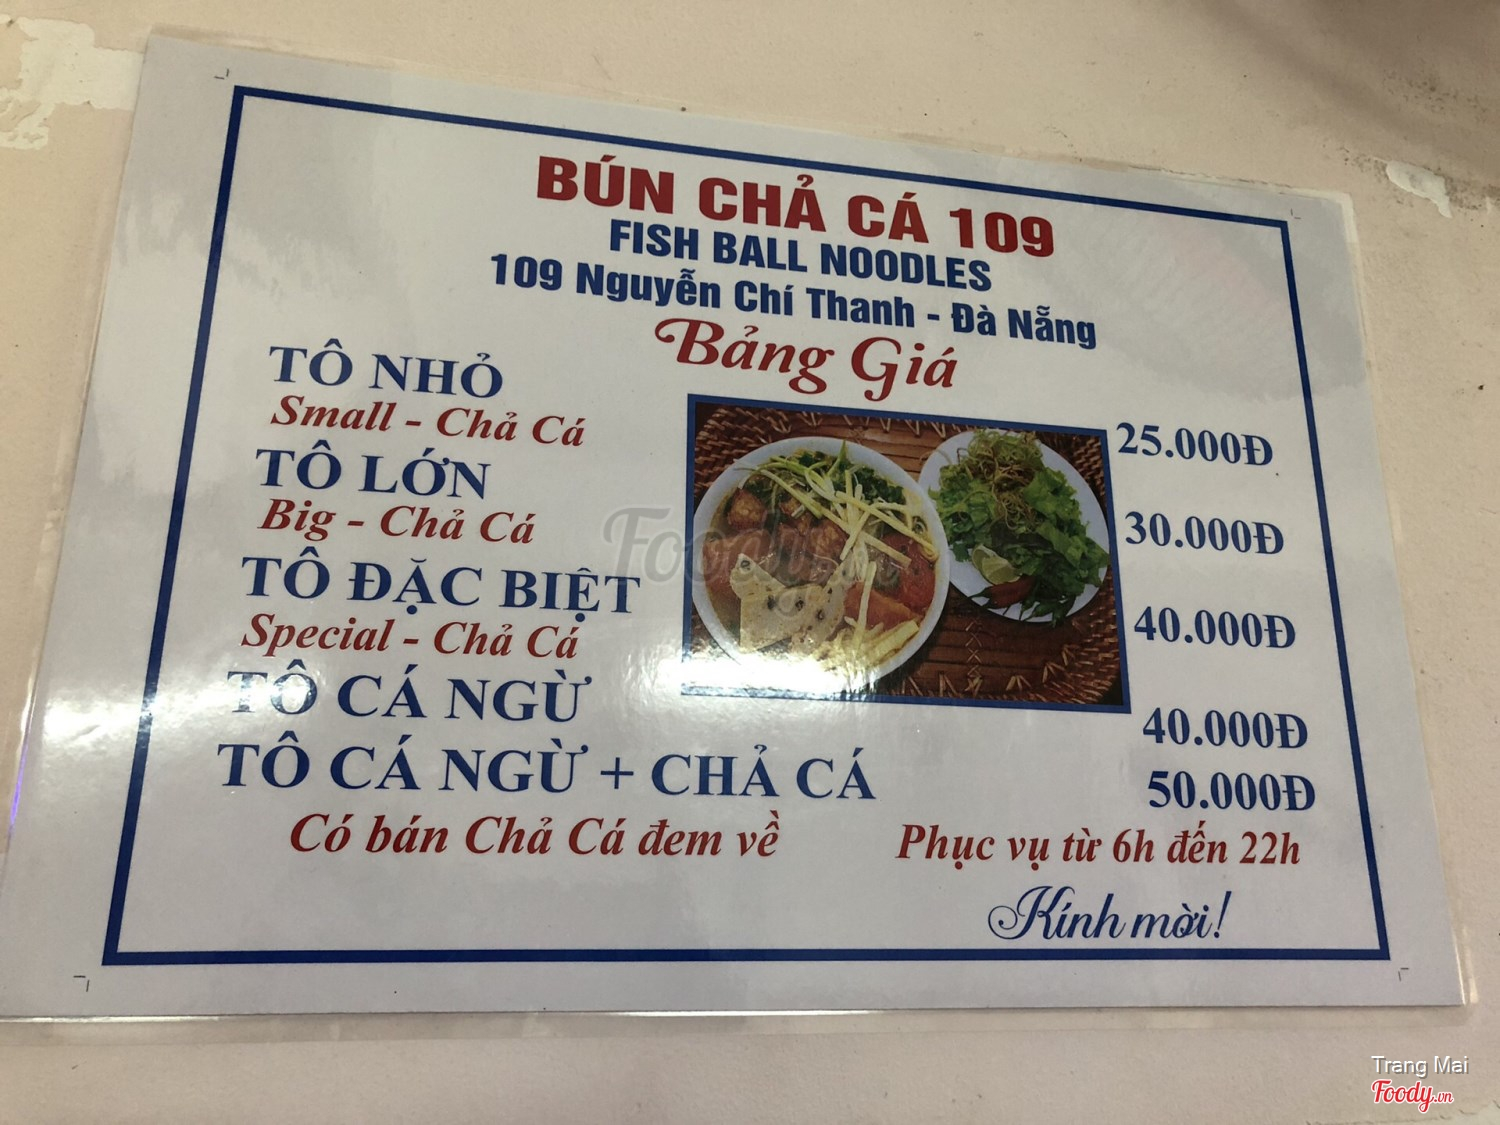 BÚN CHẢ CÁ 109
FISH BALL NOODLES
109 Nguyễn Chí Thanh - Đà Nẵng
Bảng Giá
TÔ NHỎ 25.000Đ
Small - Chả Cá
TÔ LỚN 30.000Đ
Big - Chả Cá
TÔ ĐẶC BIỆT 40.000Đ
Special - Chả Cá
TÔ CÁ NGỪ 40.000Đ
TÔ CÁ NGỪ + CHẢ CÁ 50.000Đ
Có bán Chả Cá đem về Phục vụ từ 6h đến 22h
Kính mời!
Foody.vn
Trang Mai
Foody.vn